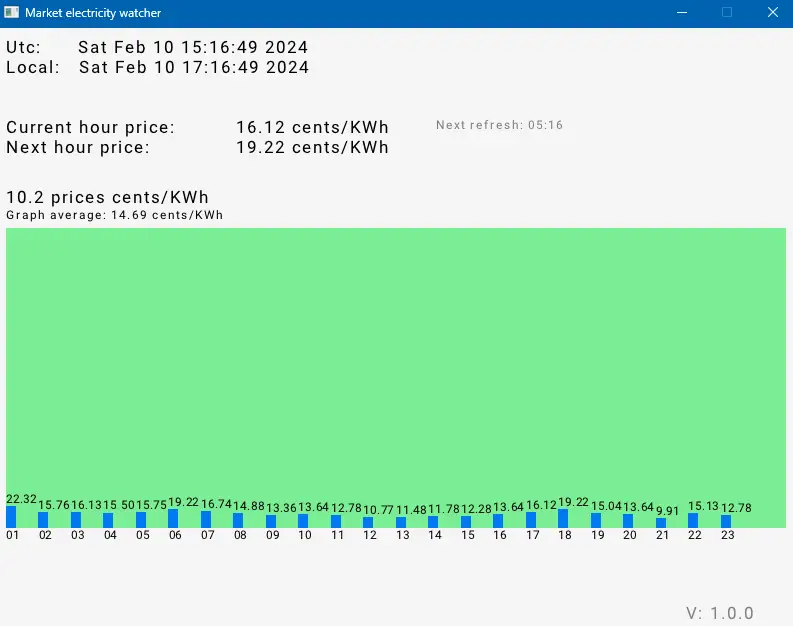 Market electricity watcher
Utc: Sat Feb 10 15:16:49 2024
Local: Sat Feb 10 17:16:49 2024
Current hour price: 16.12 cents/KWh Next refresh: 05:16
Next hour price: 19.22 cents/KWh
10.2 prices cents/KWh
Graph average: 14.69 cents/KWh
22.32 15.76 16.13 15 50 15.75 19.22 16.74 14.88 13.36 13.64 12.78 10.77 11.48 11.78 12.28 13.64 16.12 19.22 15.04 13.64 9.91 15.13 12.78
01 02 03 04 05 06 07 08 09 10 11 12 13 14 15 16 17 18 19 20 21 22 23
V: 1.0.0